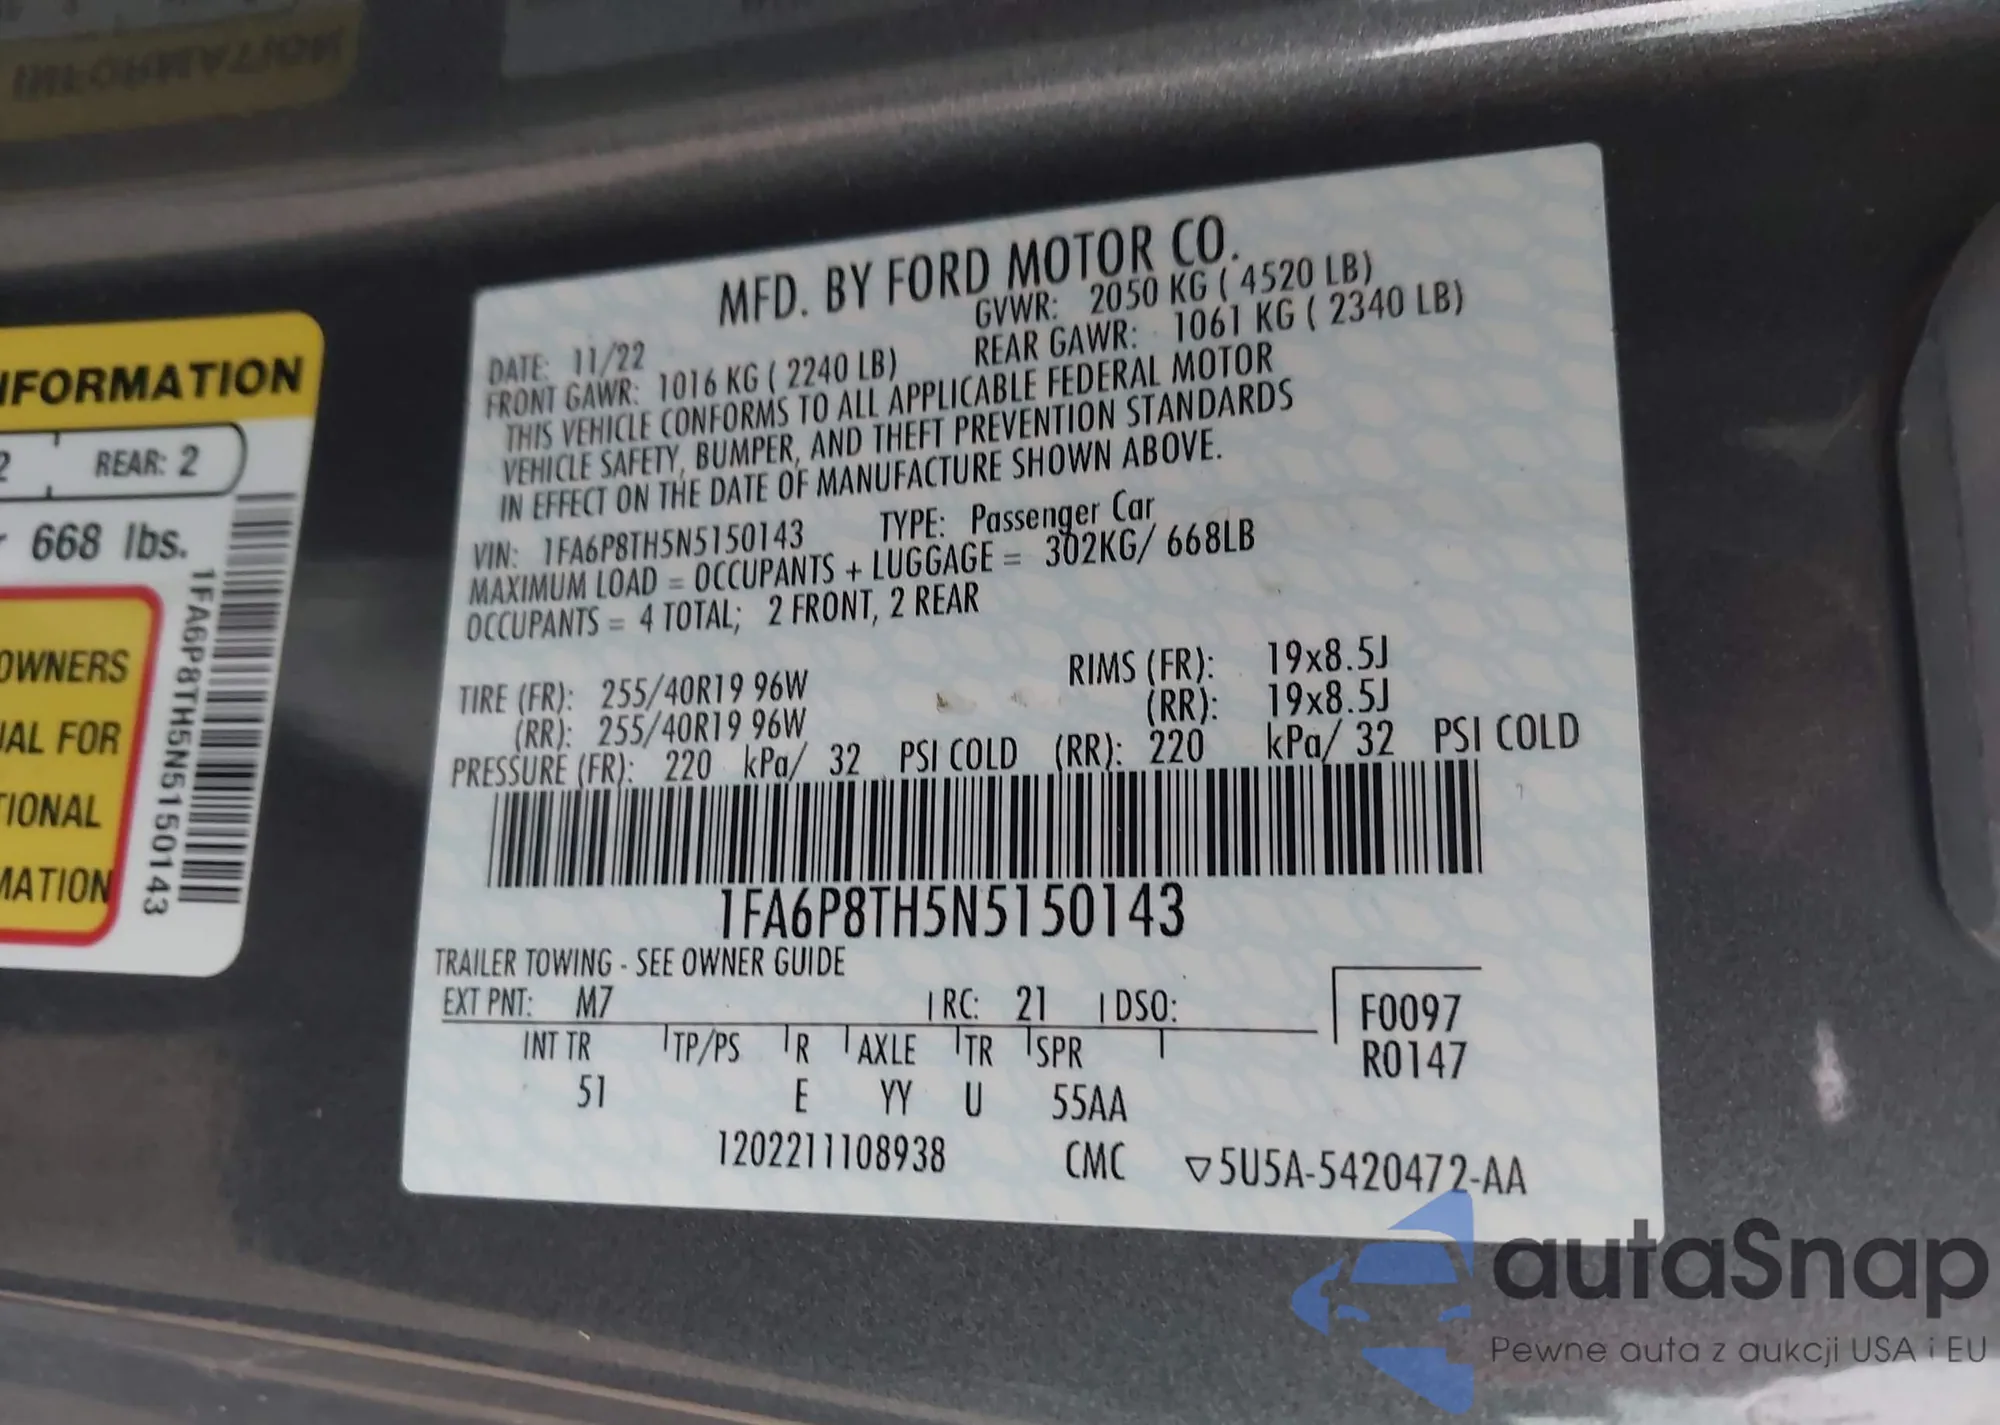 INFORMATION
NFORMATION
2 REAR: 2
668 lbs.
OWNERS
UAL FOR
TIONAL
MATION
1FA6P8TH5N5150143
MFD. BY FORD MOTOR CO.
DATE: 11/22 GVWR: 2050 KG ( 4520 LB)
FRONT GAWR: 1016 KG ( 2240 LB) REAR GAWR: 1061 KG ( 2340 LB)
THIS VEHICLE CONFORMS TO ALL APPLICABLE FEDERAL MOTOR
VEHICLE SAFETY, BUMPER, AND THEFT PREVENTION STANDARDS
IN EFFECT ON THE DATE OF MANUFACTURE SHOWN ABOVE.
VIN: 1FA6P8TH5N5150143 TYPE: Passenger Car
MAXIMUM LOAD = OCCUPANTS + LUGGAGE = 302KG/ 668LB
OCCUPANTS = 4 TOTAL; 2 FRONT, 2 REAR
TIRE (FR): 255/40R19 96W RIMS (FR): 19x8.5J
(RR): 255/40R19 96W (RR): 19x8.5J
PRESSURE (FR): 220 kPa/ 32 PSI COLD (RR): 220 kPa/ 32 PSI COLD
1FA6P8TH5N5150143
TRAILER TOWING - SEE OWNER GUIDE
EXT PNT: M7 RC: 21 DSO: F0097
INT TR TP/PS R AXLE TR SPR R0147
51 E YY U 55AA
1202211108938 CMC ▽5U5A-5420472-AA
autaSnap
Pewne auta z aukcji USA i EU